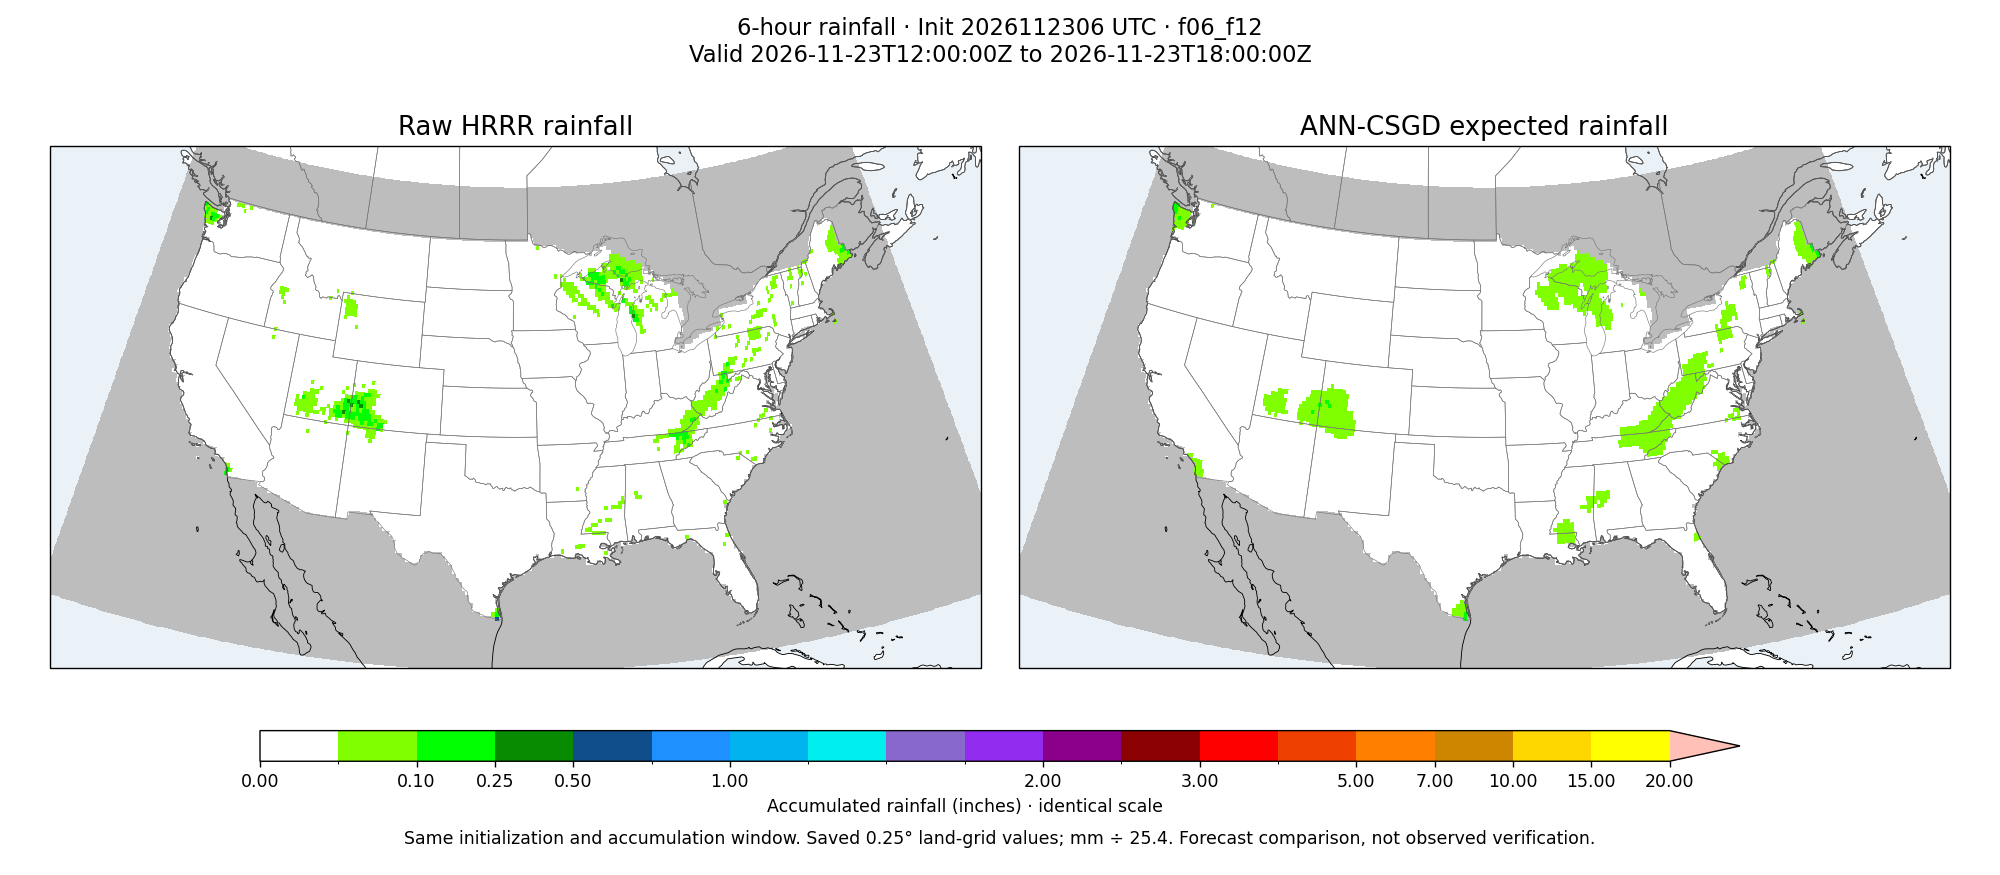 6-hour rainfall · Init 2026112306 UTC · f06_f12
Valid 2026-11-23T12:00:00Z to 2026-11-23T18:00:00Z
Raw HRRR rainfall
ANN-CSGD expected rainfall
0.00 0.10 0.25 0.50 1.00 2.00 3.00 5.00 7.00 10.00 15.00 20.00
Accumulated rainfall (inches) · identical scale
Same initialization and accumulation window. Saved 0.25° land-grid values; mm ÷ 25.4. Forecast comparison, not observed verification.